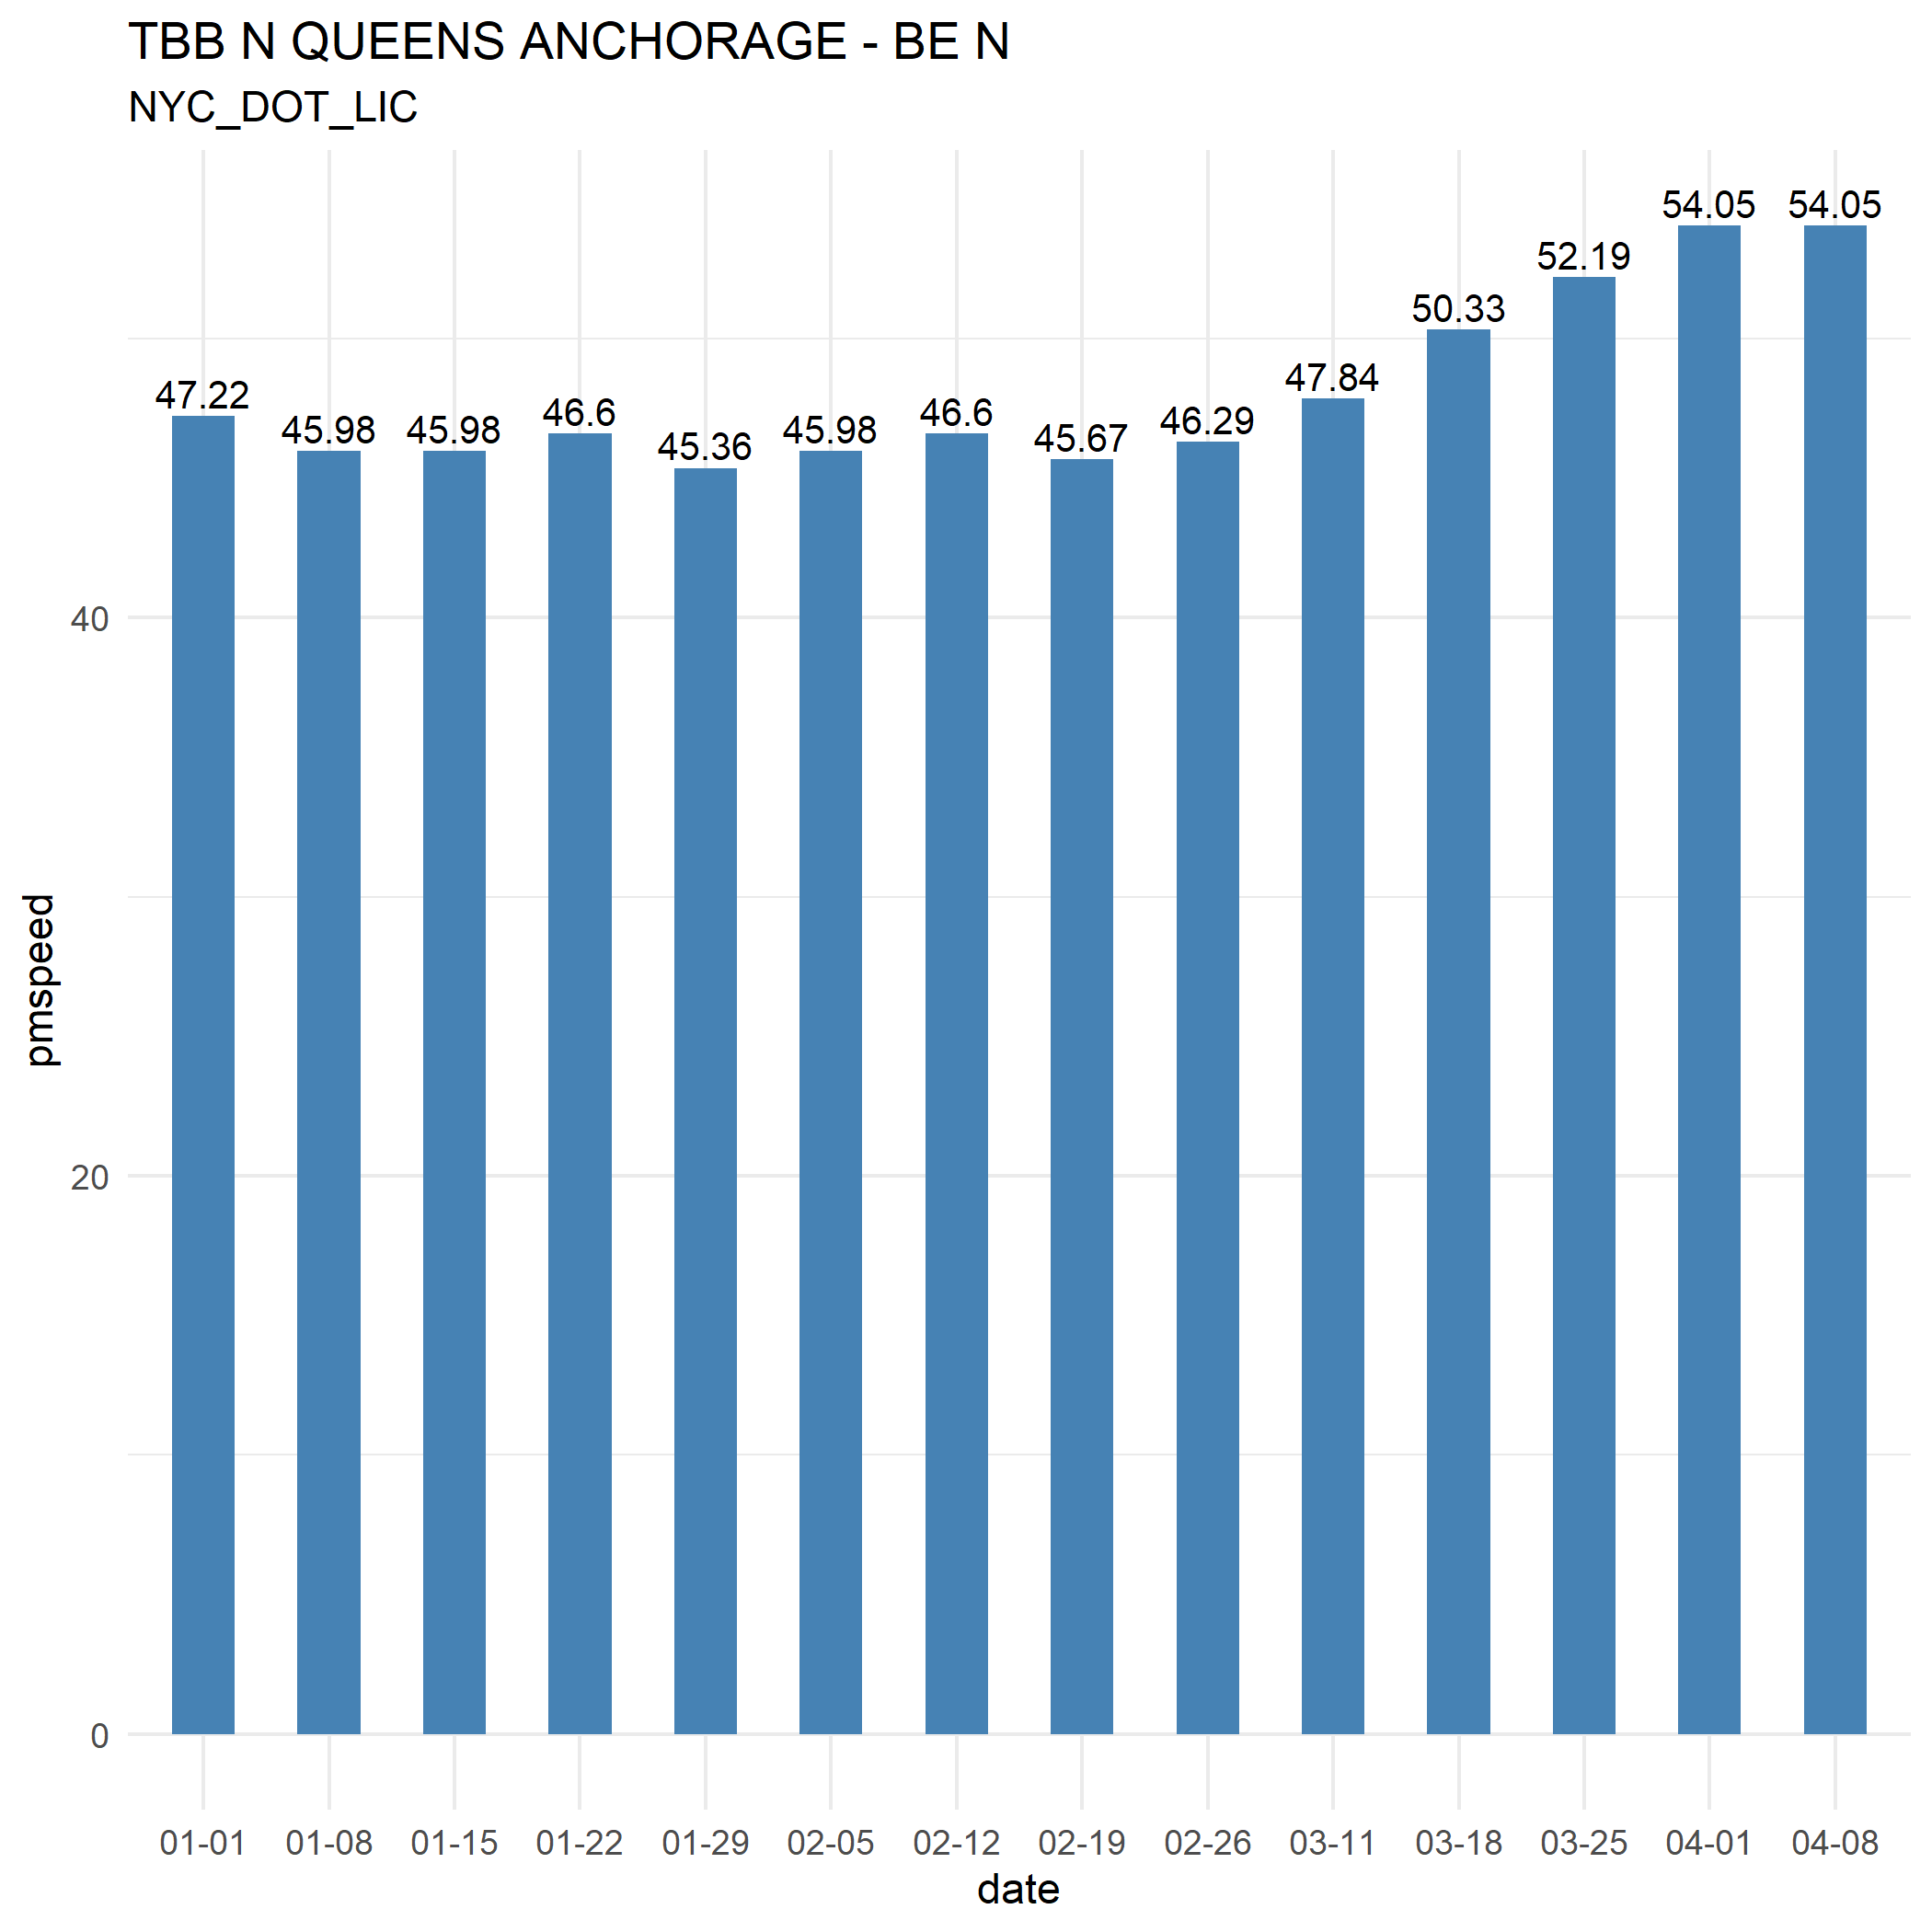 TBB N QUEENS ANCHORAGE - BE N
NYC_DOT_LIC
47.22 45.98 45.98 46.6 45.36 45.98 46.6 45.67 46.29 47.84 50.33 52.19 54.05 54.05
40
20
0
pmspeed
01-01 01-08 01-15 01-22 01-29 02-05 02-12 02-19 02-26 03-11 03-18 03-25 04-01 04-08
date